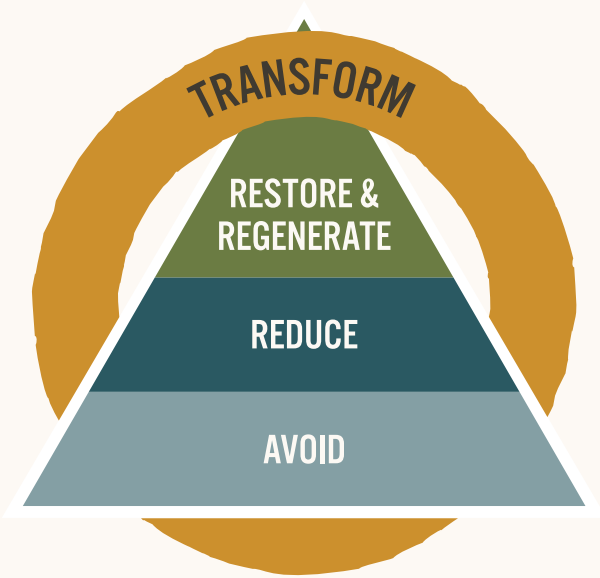 TRANSFORM
RESTORE &
REGENERATE
REDUCE
AVOID